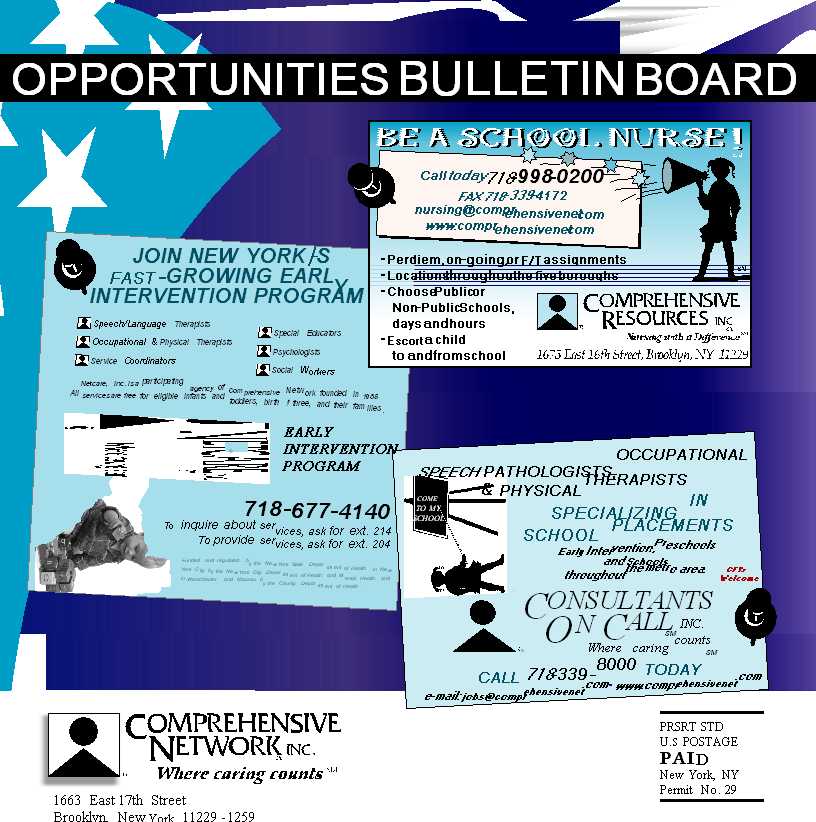 OPPORTUNITIES BULLETIN BOARD
BE A SCHOOL NURSE!
Call today 718-998-0200
FAX 718-339-4172
nursing@comprehensivenet.com
www.comprehensivenet.com
- Per diem, on-going, or F/T assignments
- Locations throughout the five boroughs
- Choose Public or
Non-Public Schools,
days and hours
- Escort a child
to and from school
COMPREHENSIVE
RESOURCES INC.
Nursing with a Difference SM
1675 East 16th Street, Brooklyn, NY 11229
JOIN NEW YORK'S
FAST-GROWING EARLY
INTERVENTION PROGRAM
Speech/Language Therapists
Occupational & Physical Therapists
Service Coordinators
Special Educators
Psychologists
Social Workers
Netcare, Inc. is a participating agency of Comprehensive Network founded in
All services are free for eligible infants and toddlers, birth three, and their families.
EARLY
INTERVENTION
PROGRAM
718-677-4140
To inquire about services, ask for ext. 214
To provide services, ask for ext. 204
OCCUPATIONAL
SPEECH PATHOLOGISTS
THERAPISTS
& PHYSICAL
IN
SPECIALIZING
PLACEMENTS
SCHOOL
Early Intervention, Preschools
and Schools
throughout the metro area
CFYs
Welcome
COME
TO MY
SCHOOL
CONSULTANTS
ON CALL INC.
SM
Where caring counts
SM
CALL 718-339-8000 TODAY
e-mail: jobs@comprehensivenet.com - www.comprehensivenet.com
COMPREHENSIVE
NETWORK INC.
Where caring counts SM
1663 East 17th Street
Brooklyn, New York 11229-1259
PRSRT STD
U.S POSTAGE
PAID
New York, NY
Permit No. 29